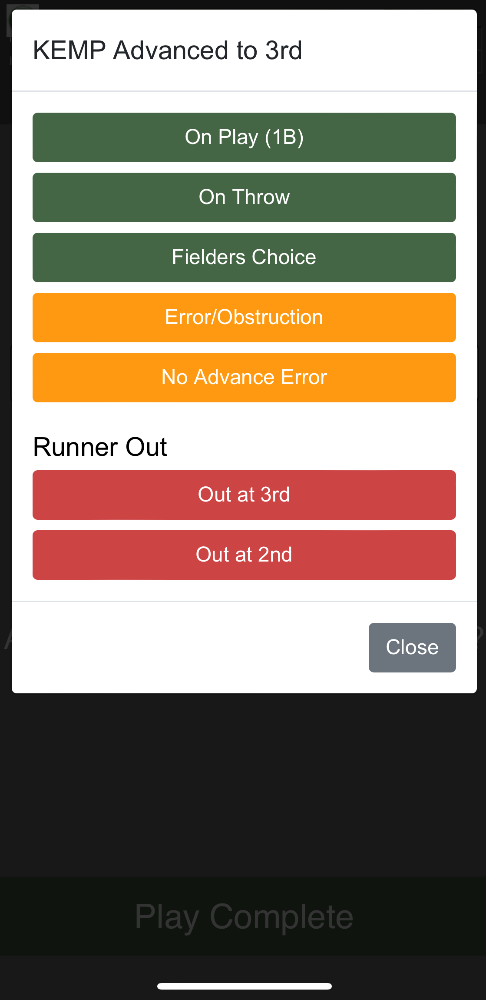 KEMP Advanced to 3rd
On Play (1B)
On Throw
Fielders Choice
Error/Obstruction
No Advance Error
Runner Out
Out at 3rd
Out at 2nd
Close
Play Complete